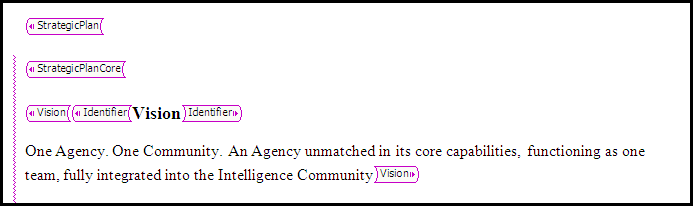 StrategicPlan
StrategicPlanCore
Vision Identifier Vision Identifier
One Agency. One Community. An Agency unmatched in its core capabilities, functioning as one
team, fully integrated into the Intelligence Community Vision